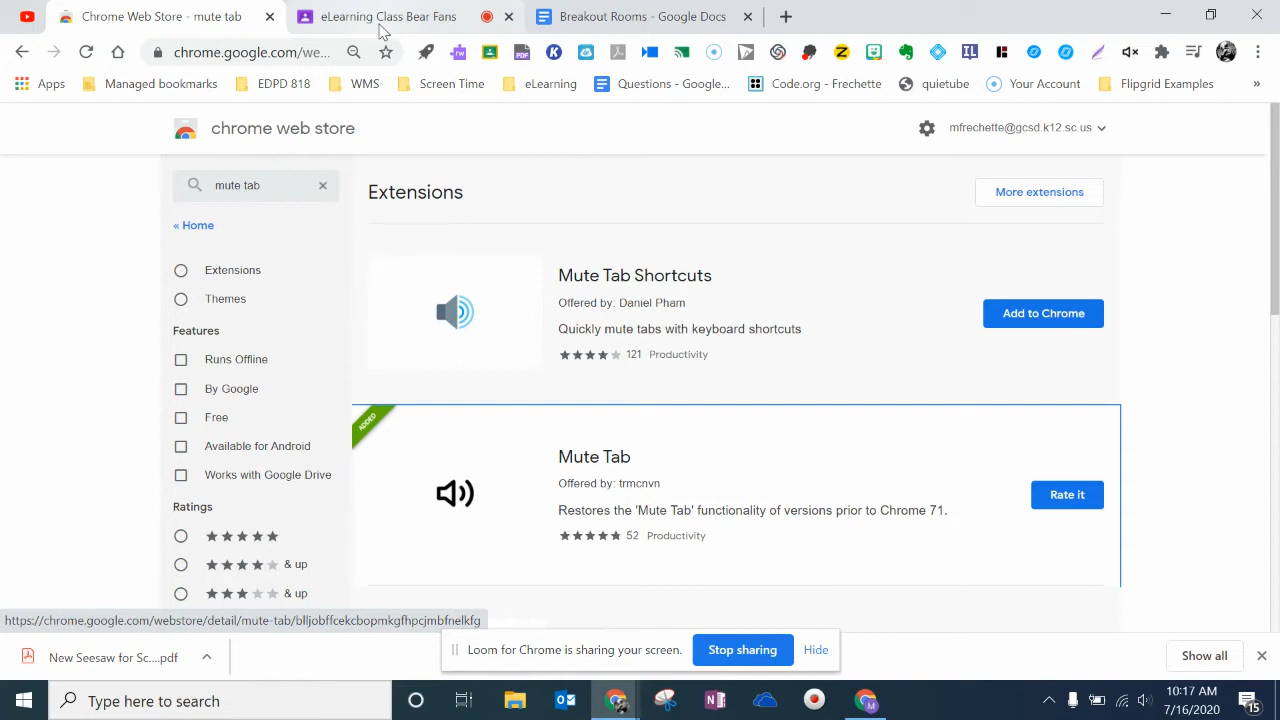 Chrome Web Store - mute tab
eLearning Class Bear Fans
Breakout Rooms - Google Docs
chrome.google.com/we...
Apps
Managed bookmarks
EDPD 818
WMS
Screen Time
eLearning
Questions - Google...
Code.org - Frechette
quietube
Your Account
Flipgrid Examples
»
chrome web store
mfrechette@gcsd.k12.sc.us
mute tab
« Home
Extensions
Themes
Features
Runs Offline
By Google
Free
Available for Android
Works with Google Drive
Ratings
& up
& up
Extensions
More extensions
Mute Tab Shortcuts
Offered by: Daniel Pham
Quickly mute tabs with keyboard shortcuts
121 Productivity
Add to Chrome
ADDED
Mute Tab
Offered by: trmcnvn
Restores the 'Mute Tab' functionality of versions prior to Chrome 71.
52 Productivity
Rate it
https://chrome.google.com/webstore/detail/mute-tab/blljobffcekcbopmkgfhpcjmbfnelkfg
Loom for Chrome is sharing your screen.
Stop sharing
Hide
New Seesaw for Sc....pdf
Show all
Type here to search
10:17 AM
7/16/2020
15